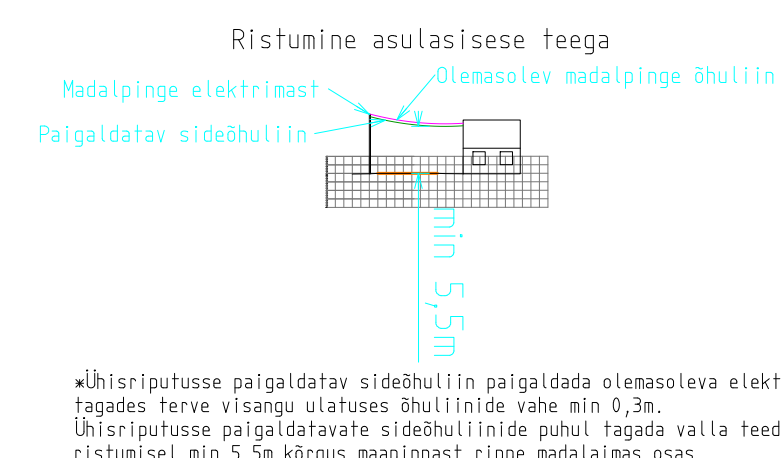 Ristumine asulasisese teega
Olemasolev madalpinge õhuliin
Madalpinge elektrimast
Paigaldatav sideõhuliin
min 5,5m
*Ühisriputusse paigaldatav sideõhuliin paigaldada olemasoleva elekt
tagades terve visangu ulatuses õhuliinide vahe min 0,3m.
Ühisriputusse paigaldatavate sideõhuliinide puhul tagada valla teed
ristumisel min 5,5m kõrgus maapinnast rippe madalaimas osas